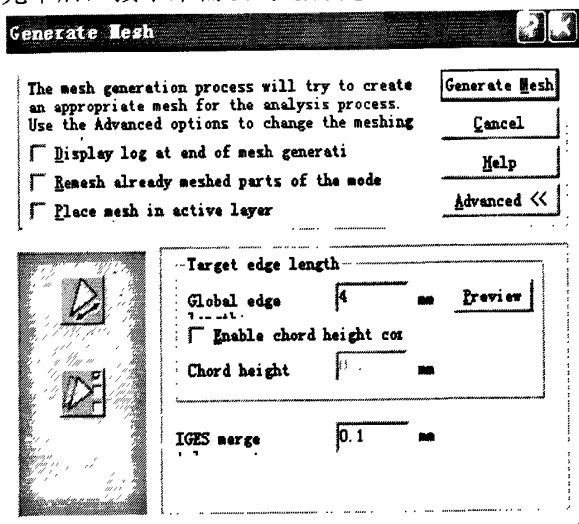 Generate Mesh
The mesh generation process will try to create
an appropriate mesh for the analysis process.
Use the Advanced options to change the meshing
Display log at end of mesh generati
Remesh already meshed parts of the mode
Place mesh in active layer
Generate Mesh
Cancel
Help
Advanced <<
Target edge length
Global edge
4 mm
Preview
Enable chord height cor
Chord height
mm
IGES merge
0.1 mm